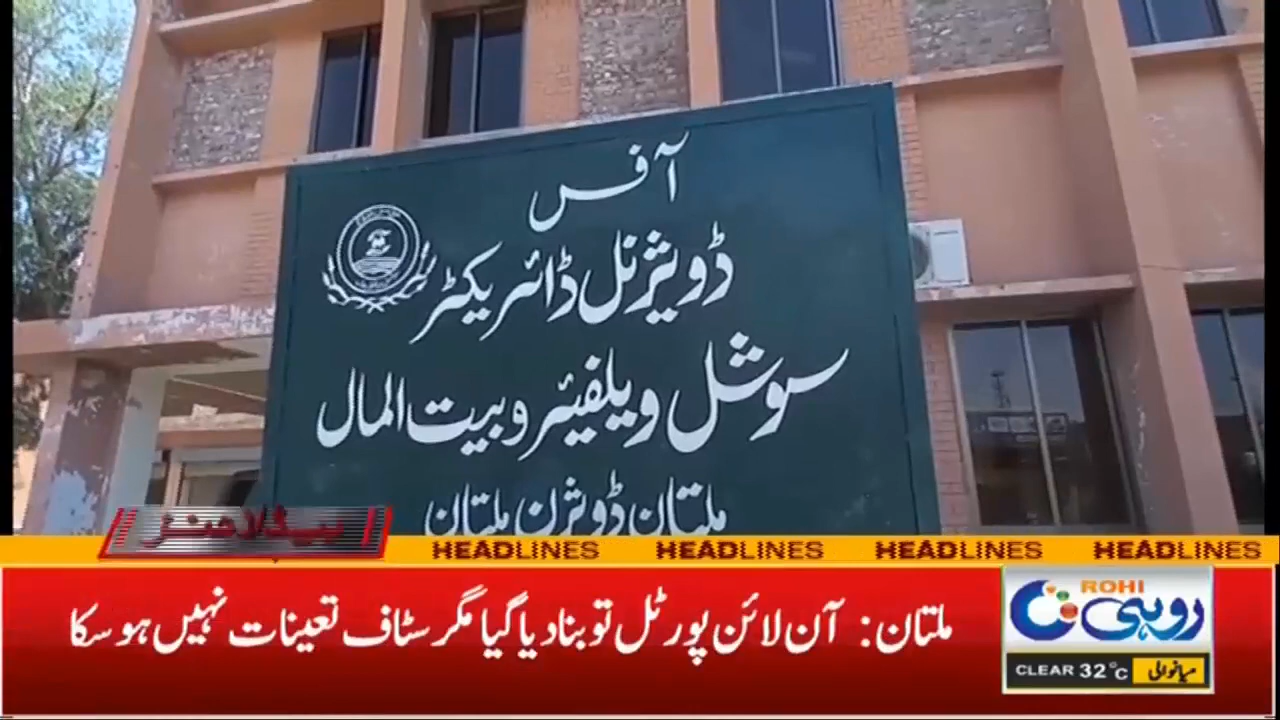 آفس
ڈویژنل ڈائریکٹر
سوشل ویلفیئر و بیت المال
ملتان ڈویژن ملتان
ہیڈلائنز
HEADLINES HEADLINES HEADLINES HEADLINES
ملتان: آن لائن پورٹل تو بنا دیا گیا مگر سٹاف تعینات نہیں ہو سکا
ROHI
روہی
CLEAR 32°C میانوالی